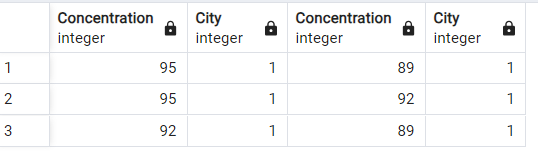 Concentration City Concentration City
integer integer integer integer
1 95 1 89 1
2 95 1 92 1
3 92 1 89 1